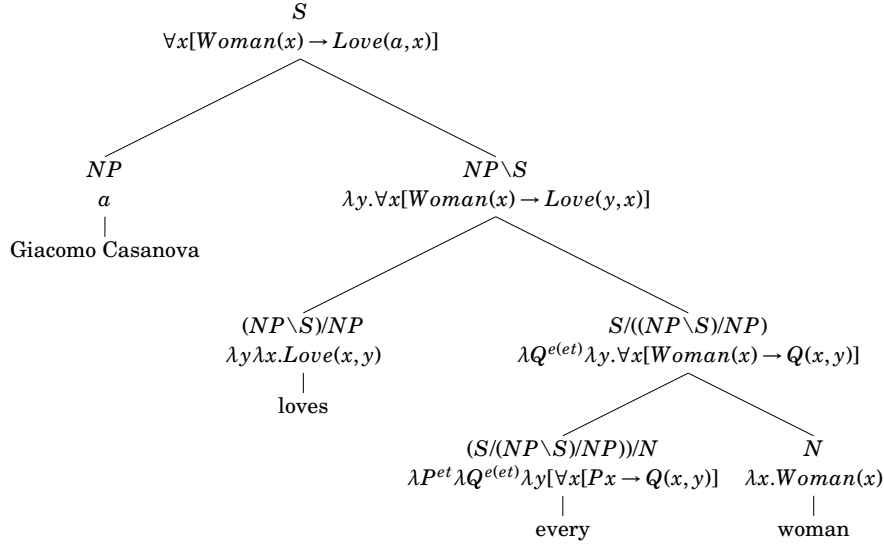 S
∀x[Woman(x) → Love(a,x)]
NP
a
Giacomo Casanova
NP\S
λy.∀x[Woman(x) → Love(y,x)]
(NP\S)/NP
λyλx.Love(x,y)
loves
S/((NP\S)/NP)
λQ^{e(et)}λy.∀x[Woman(x) → Q(x,y)]
(S/(NP\S)/NP))/N
λP^{et}λQ^{e(et)}λy[∀x[Px → Q(x,y)]
every
N
λx.Woman(x)
woman